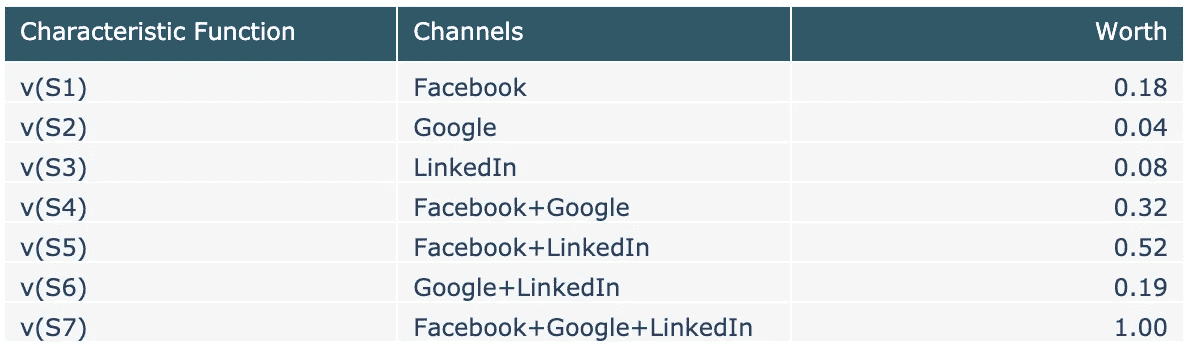 Characteristic Function Channels Worth
v(S1) Facebook 0.18
v(S2) Google 0.04
v(S3) LinkedIn 0.08
v(S4) Facebook+Google 0.32
v(S5) Facebook+LinkedIn 0.52
v(S6) Google+LinkedIn 0.19
v(S7) Facebook+Google+LinkedIn 1.00